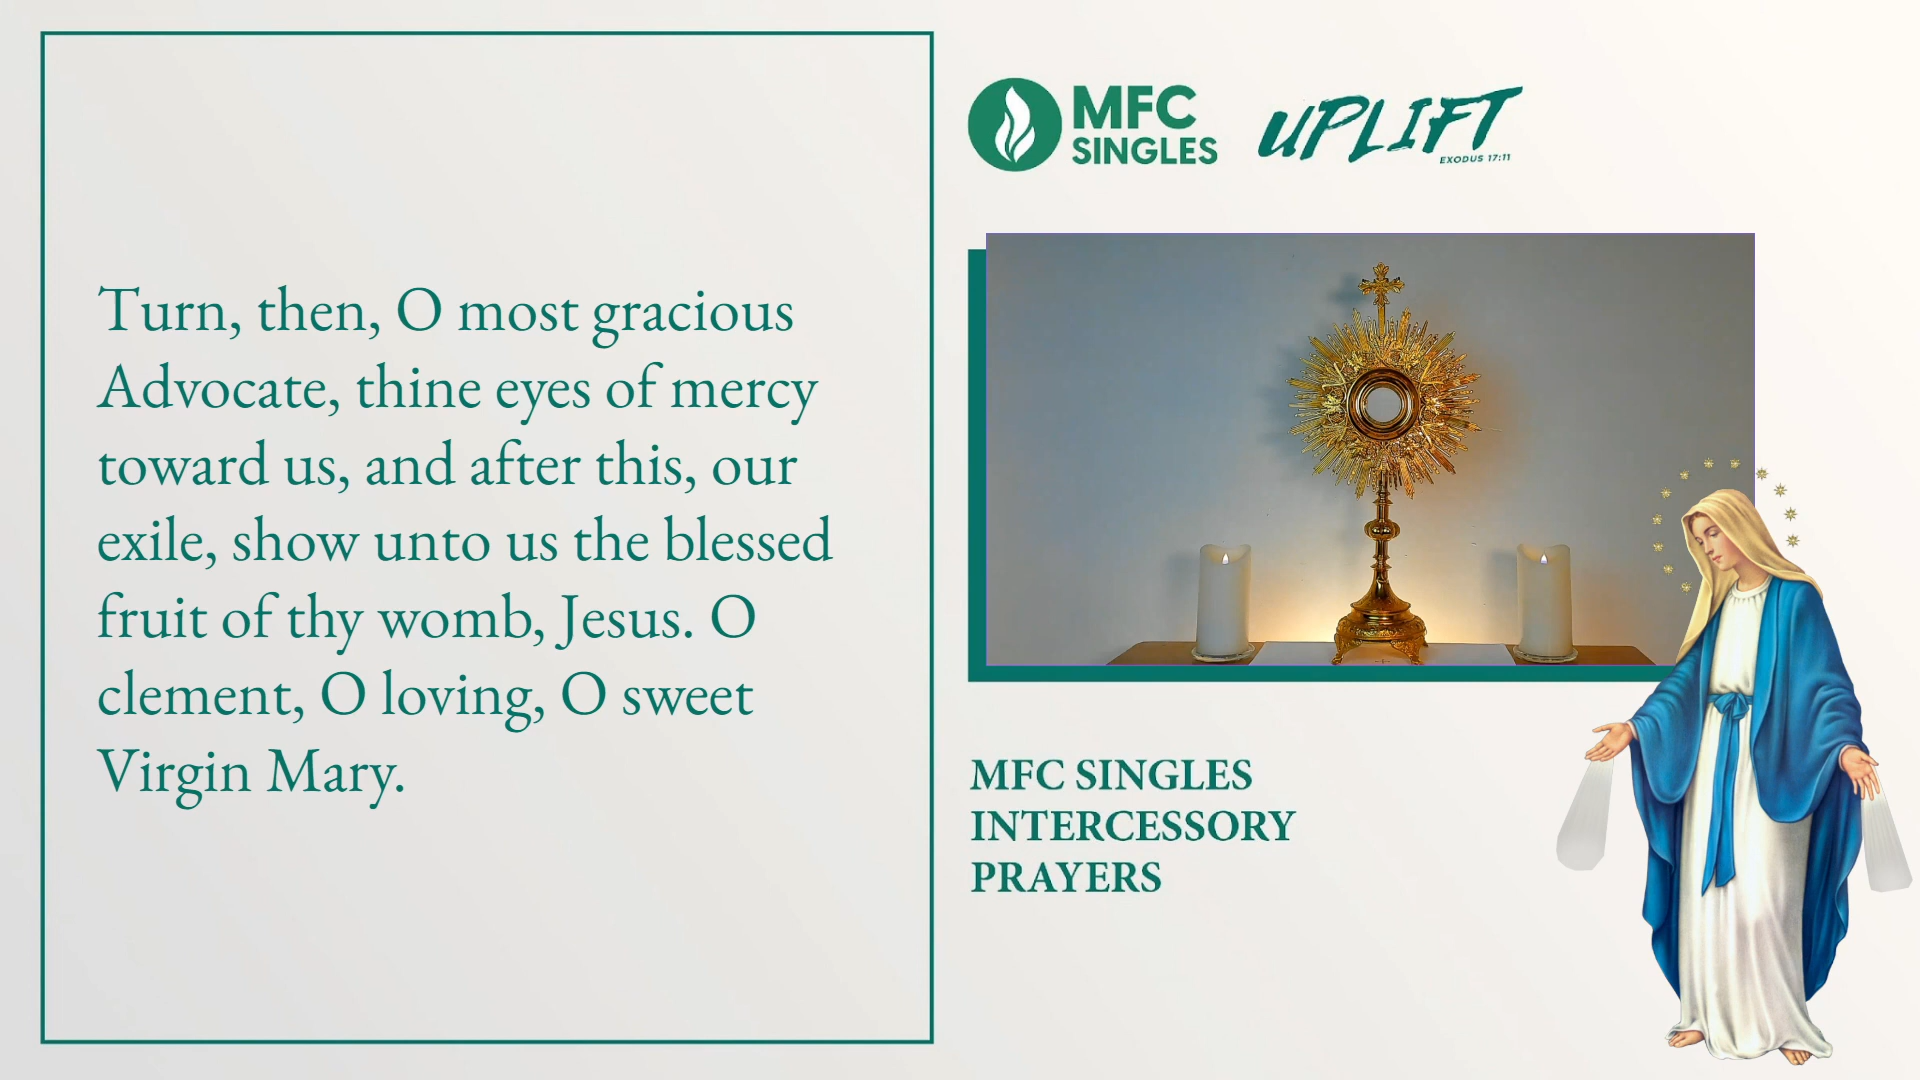 Turn, then, O most gracious
Advocate, thine eyes of mercy
toward us, and after this, our
exile, show unto us the blessed
fruit of thy womb, Jesus. O
clement, O loving, O sweet
Virgin Mary.
MFC
SINGLES
UPLIFT
EXODUS 17:11
MFC SINGLES
INTERCESSORY
PRAYERS